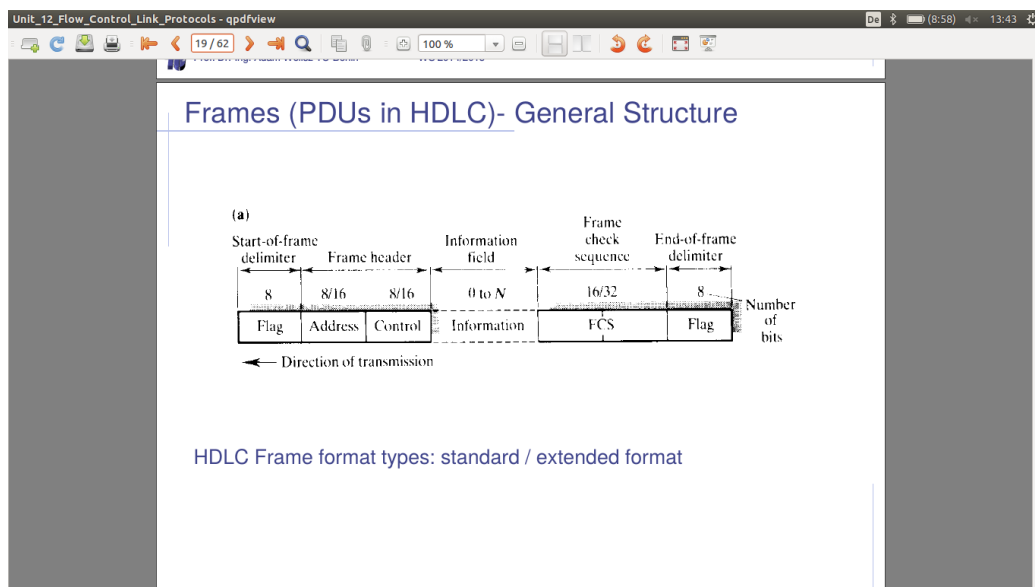 Unit_12_Flow_Control_Link_Protocols - qpdfview
De (8:58) 13:43
19/62
100 %
Frames (PDUs in HDLC)- General Structure
(a)
Start-of-frame delimiter
Frame header
Information field
Frame check sequence
End-of-frame delimiter
8 8/16 8/16 0 to N 16/32 8
Number of bits
Flag Address Control Information FCS Flag
Direction of transmission
HDLC Frame format types: standard / extended format